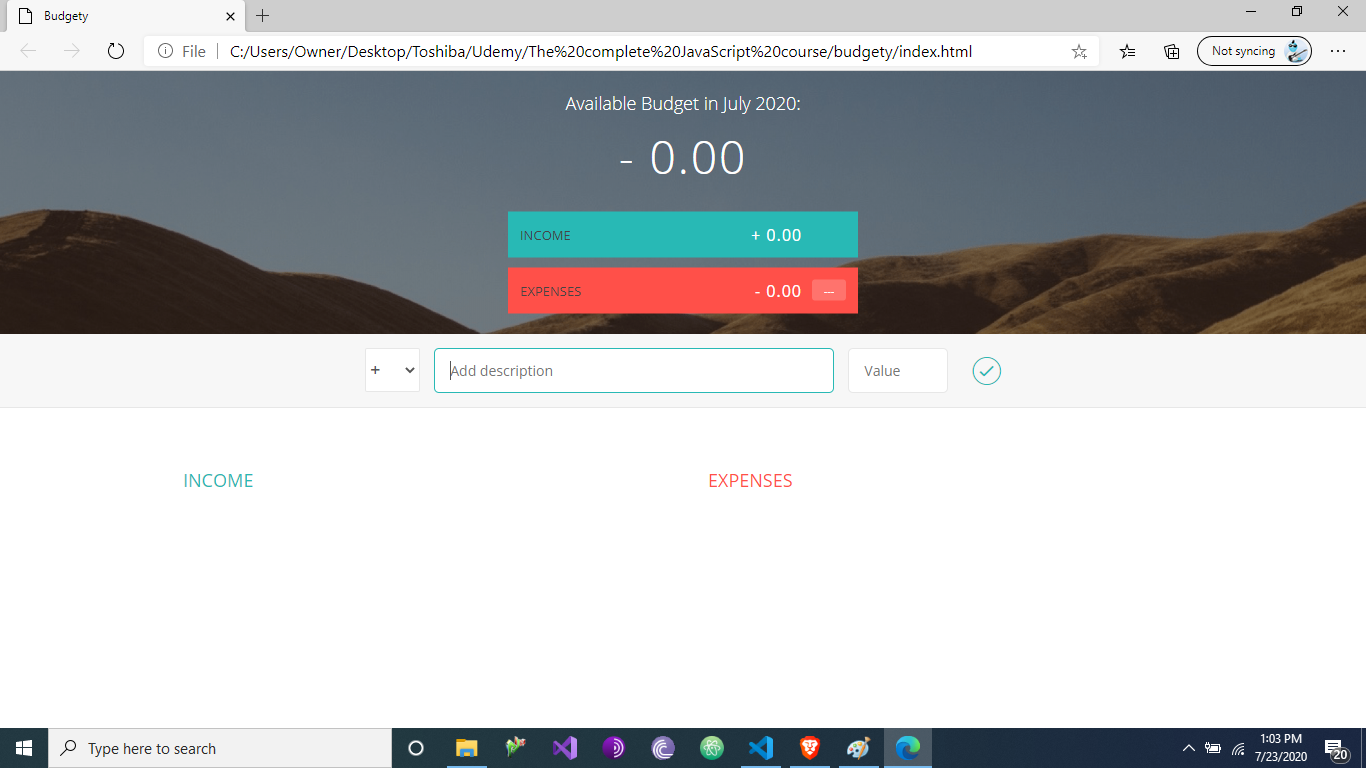 Budgety
File
C:/Users/Owner/Desktop/Toshiba/Udemy/The%20complete%20JavaScript%20course/budgety/index.html
Not syncing
Available Budget in July 2020:
- 0.00
INCOME + 0.00
EXPENSES - 0.00 ---
+ Add description Value
INCOME EXPENSES
Type here to search
1:03 PM
7/23/2020
20